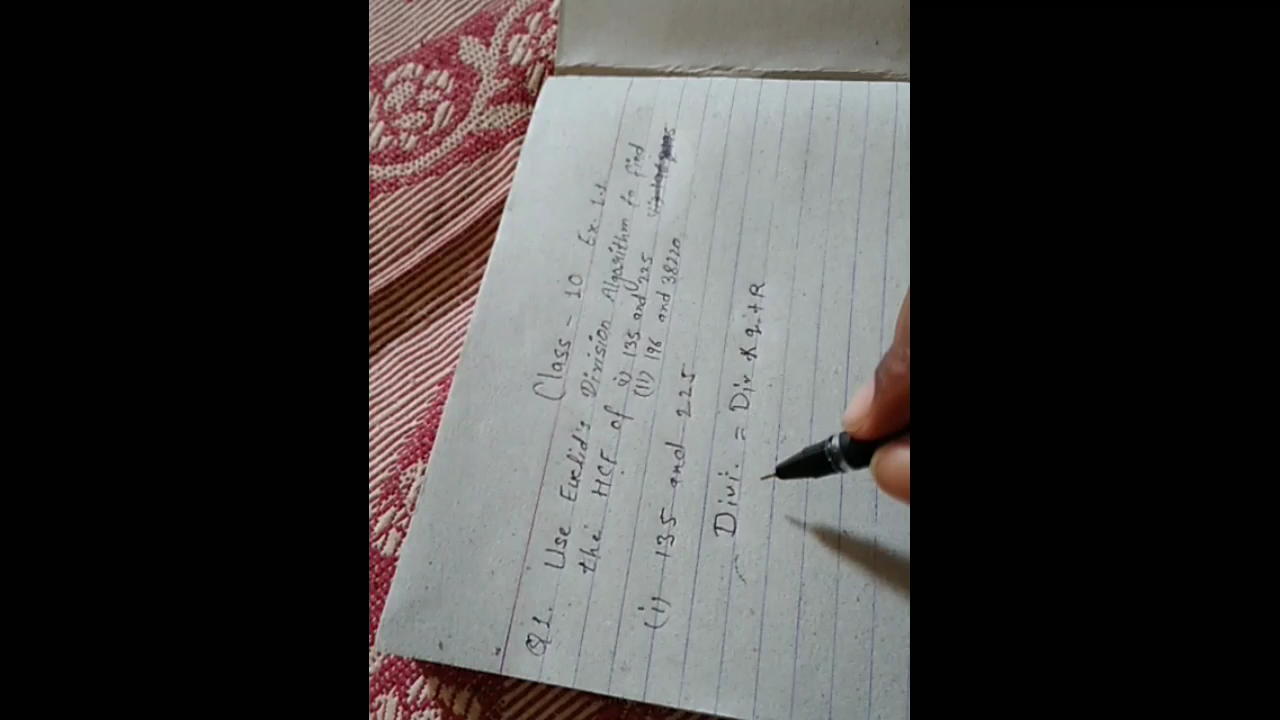 Class - 10 Ex. 1.1
Q1. Use Euclid's Division Algarithm to find
the HCF of i) 135 and 225
(ii) 196 and 38220
(i) 135 and 225
Divi. = Div × q.+R